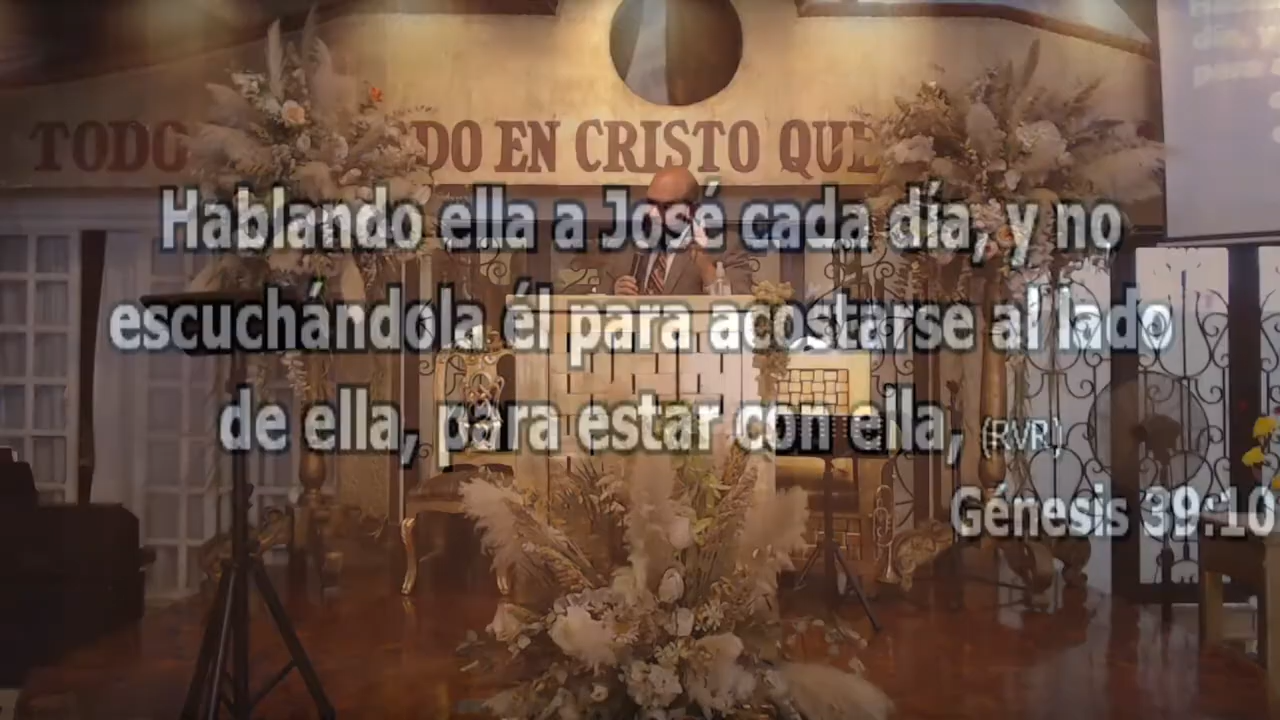 TODO DO EN CRISTO QUE
Hablando ella a José cada día, y no
escuchándola él para acostarse al lado
de ella, para estar con ella, (RVR)
Génesis 39:10